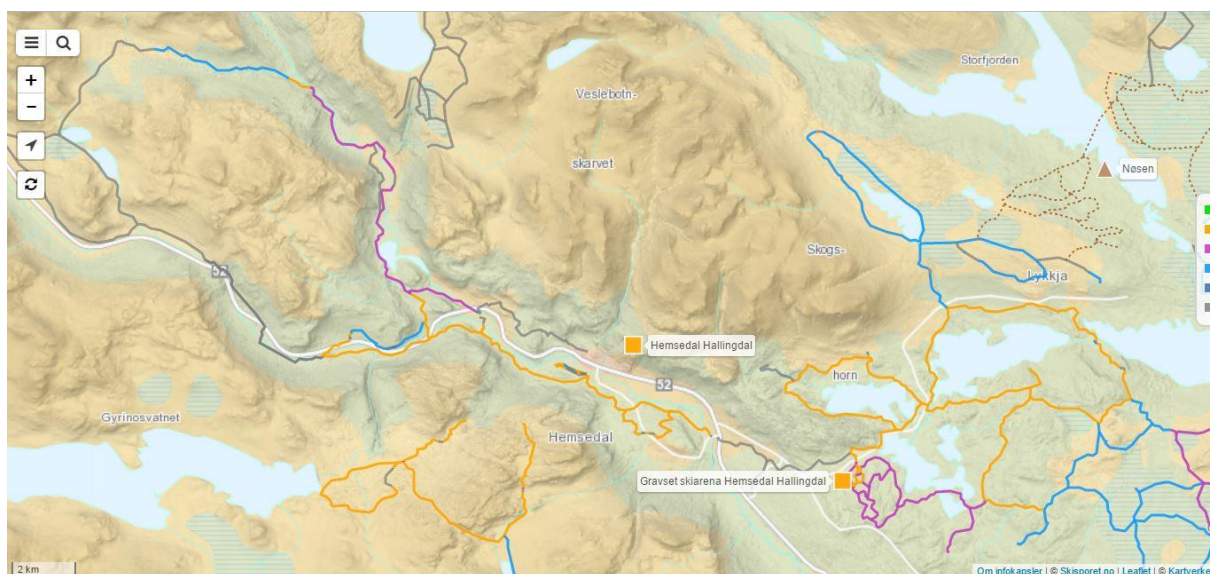 Storfjorden
Veslebotn-
skarvet
Nøsen
Skogs-
Lykkja
52
Hemsedal Hallingdal
horn
52
Gyrinosvatnet
Hemsedal
Gravset skiarena Hemsedal Hallingdal
2 km
Om infokapsler | © Skisporet.no | Leaflet | © Kartverke